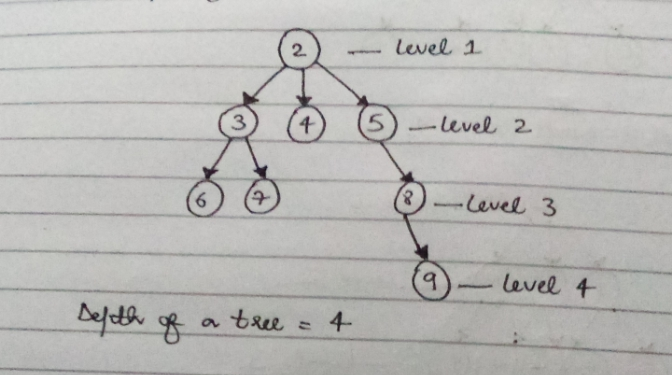 2 — Level 1
3 4 5 — Level 2
6 7 8 — Level 3
9 — Level 4
Depth of a tree = 4